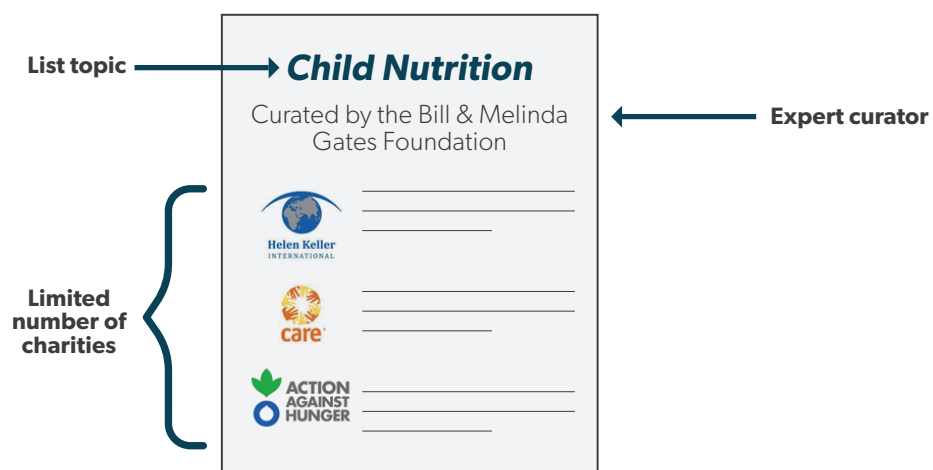 List topic
Child Nutrition
Curated by the Bill & Melinda
Gates Foundation
Expert curator
Limited
number of
charities
Helen Keller
INTERNATIONAL
care
ACTION
AGAINST
HUNGER